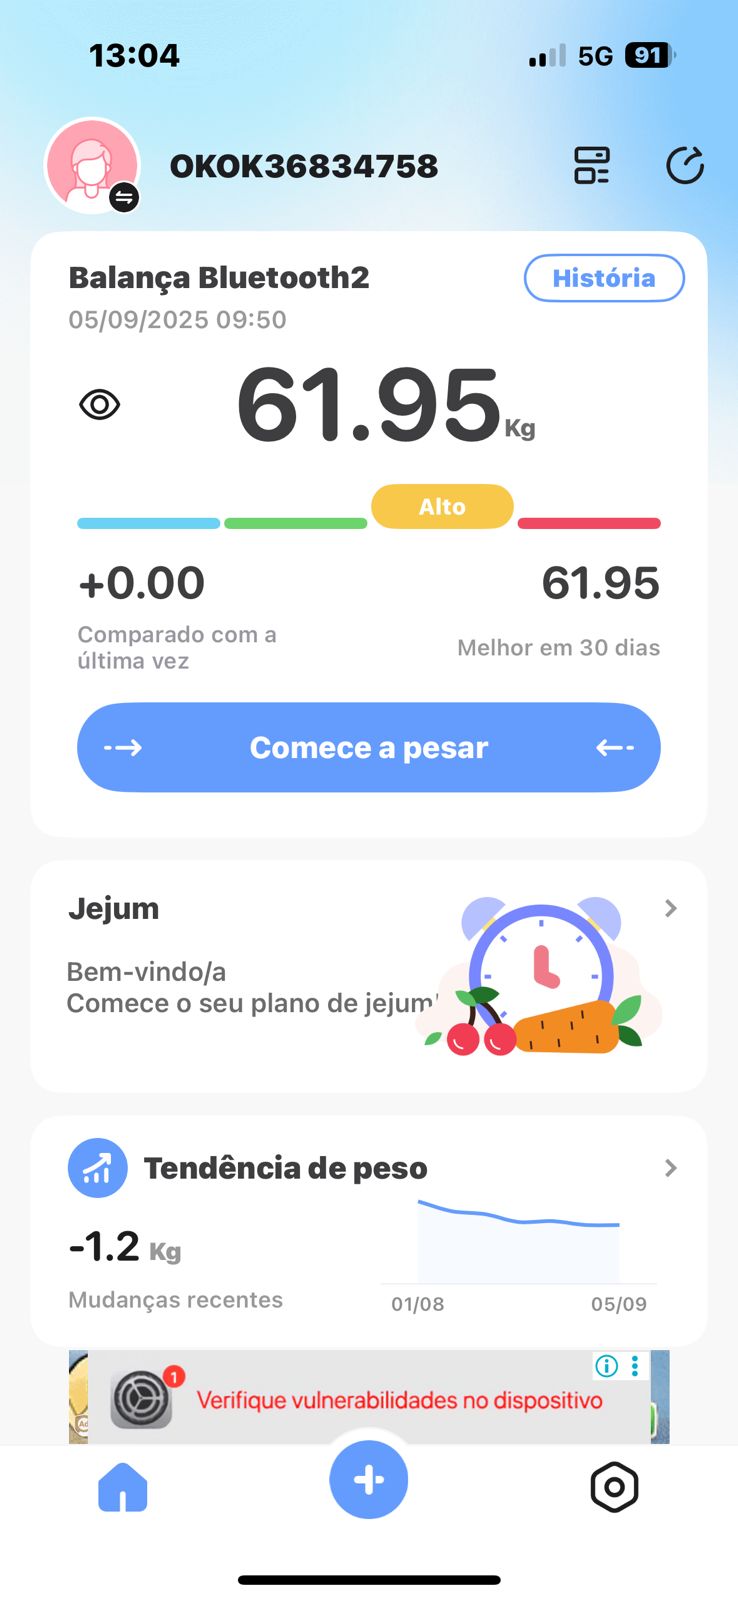 13:04
5G 91
OKOK36834758
Balança Bluetooth2
História
05/09/2025 09:50
61.95 Kg
Alto
+0.00
61.95
Comparado com a
última vez
Melhor em 30 dias
Comece a pesar
Jejum
Bem-vindo/a
Comece o seu plano de jejum!
Tendência de peso
-1.2 Kg
Mudanças recentes
01/08
05/09
1
Verifique vulnerabilidades no dispositivo